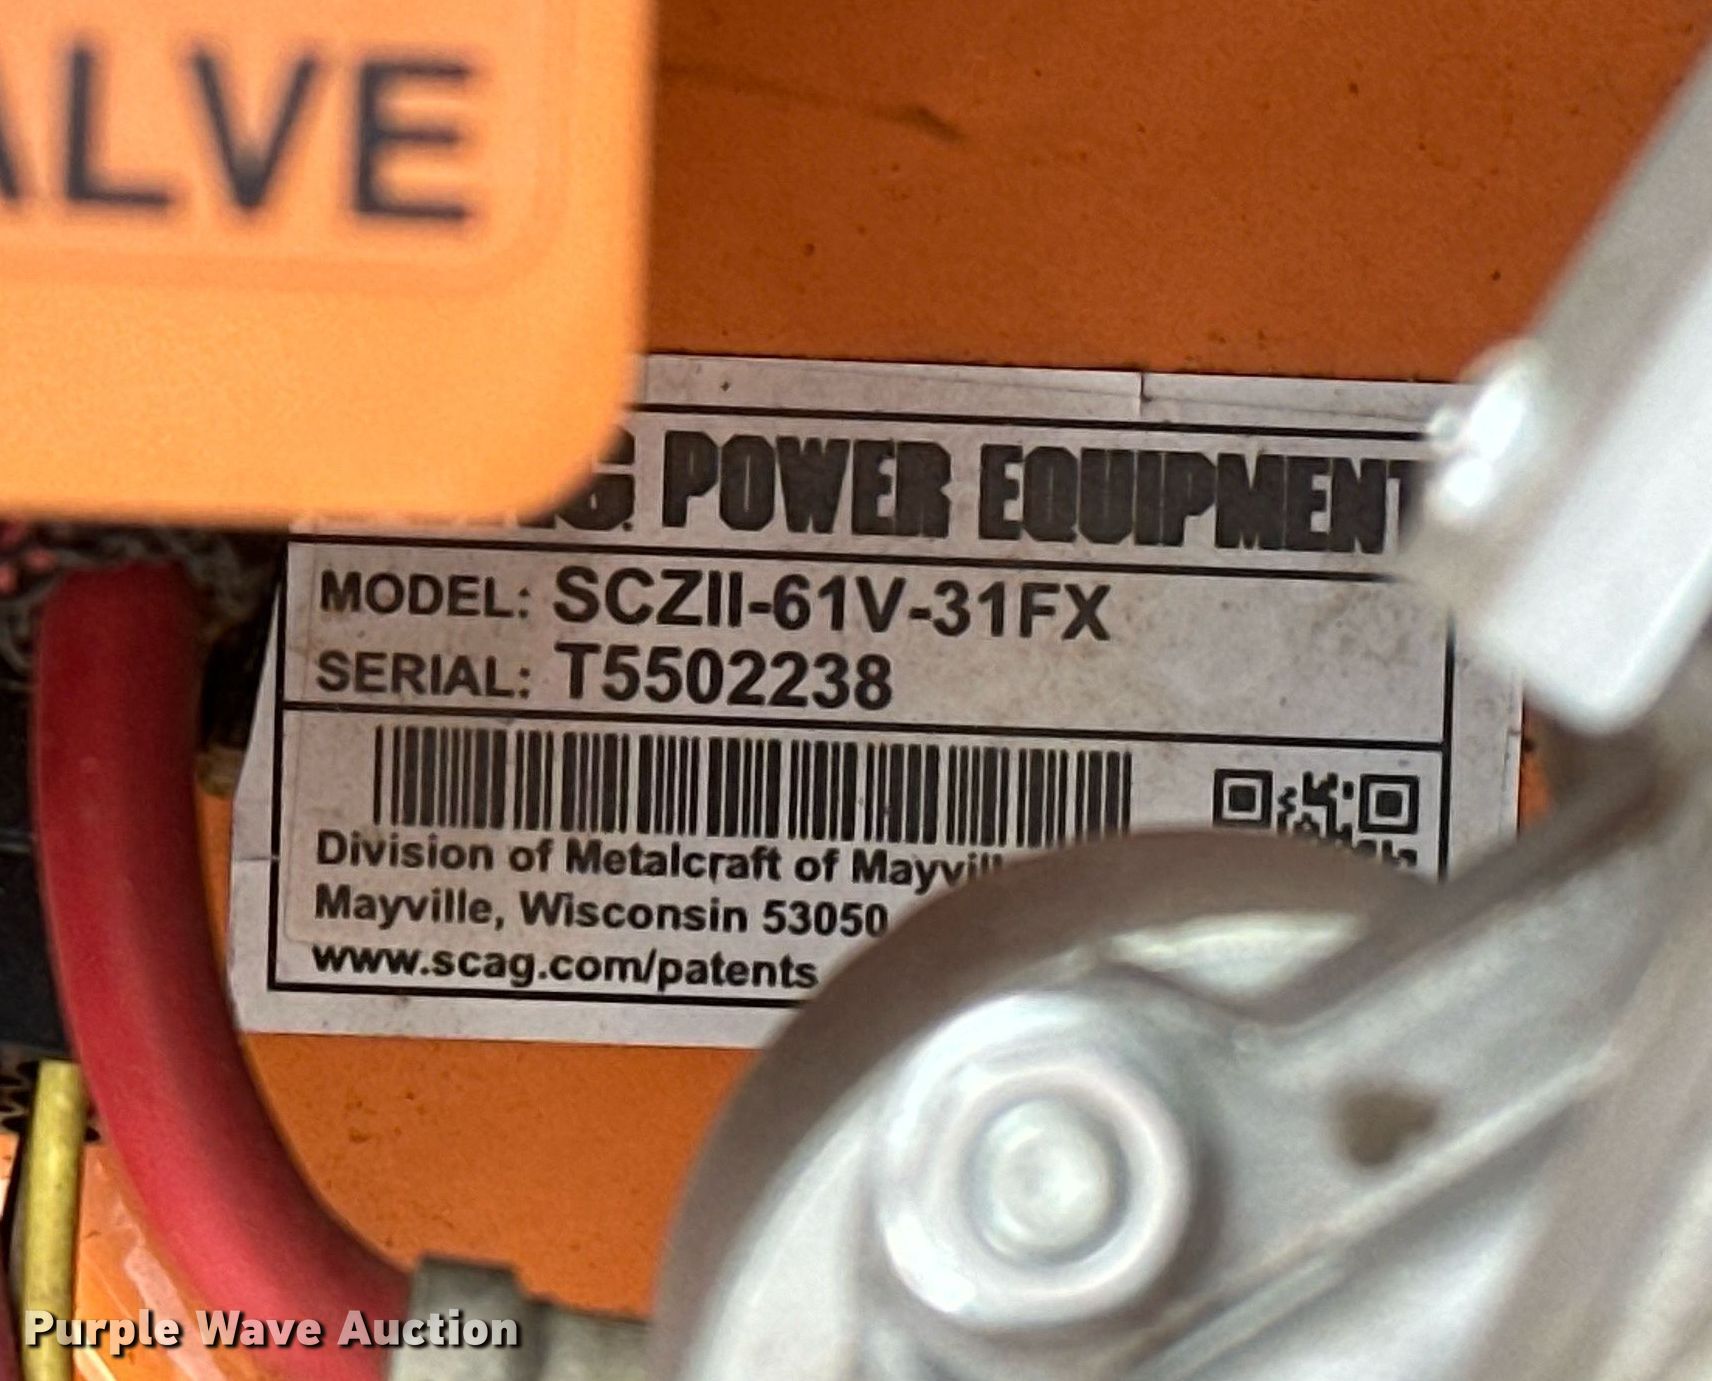 ALVE
POWER EQUIPMENT
MODEL: SCZII-61V-31FX
SERIAL: T5502238
Division of Metalcraft of Mayvill
Mayville, Wisconsin 53050
www.scag.com/patents
Purple Wave Auction